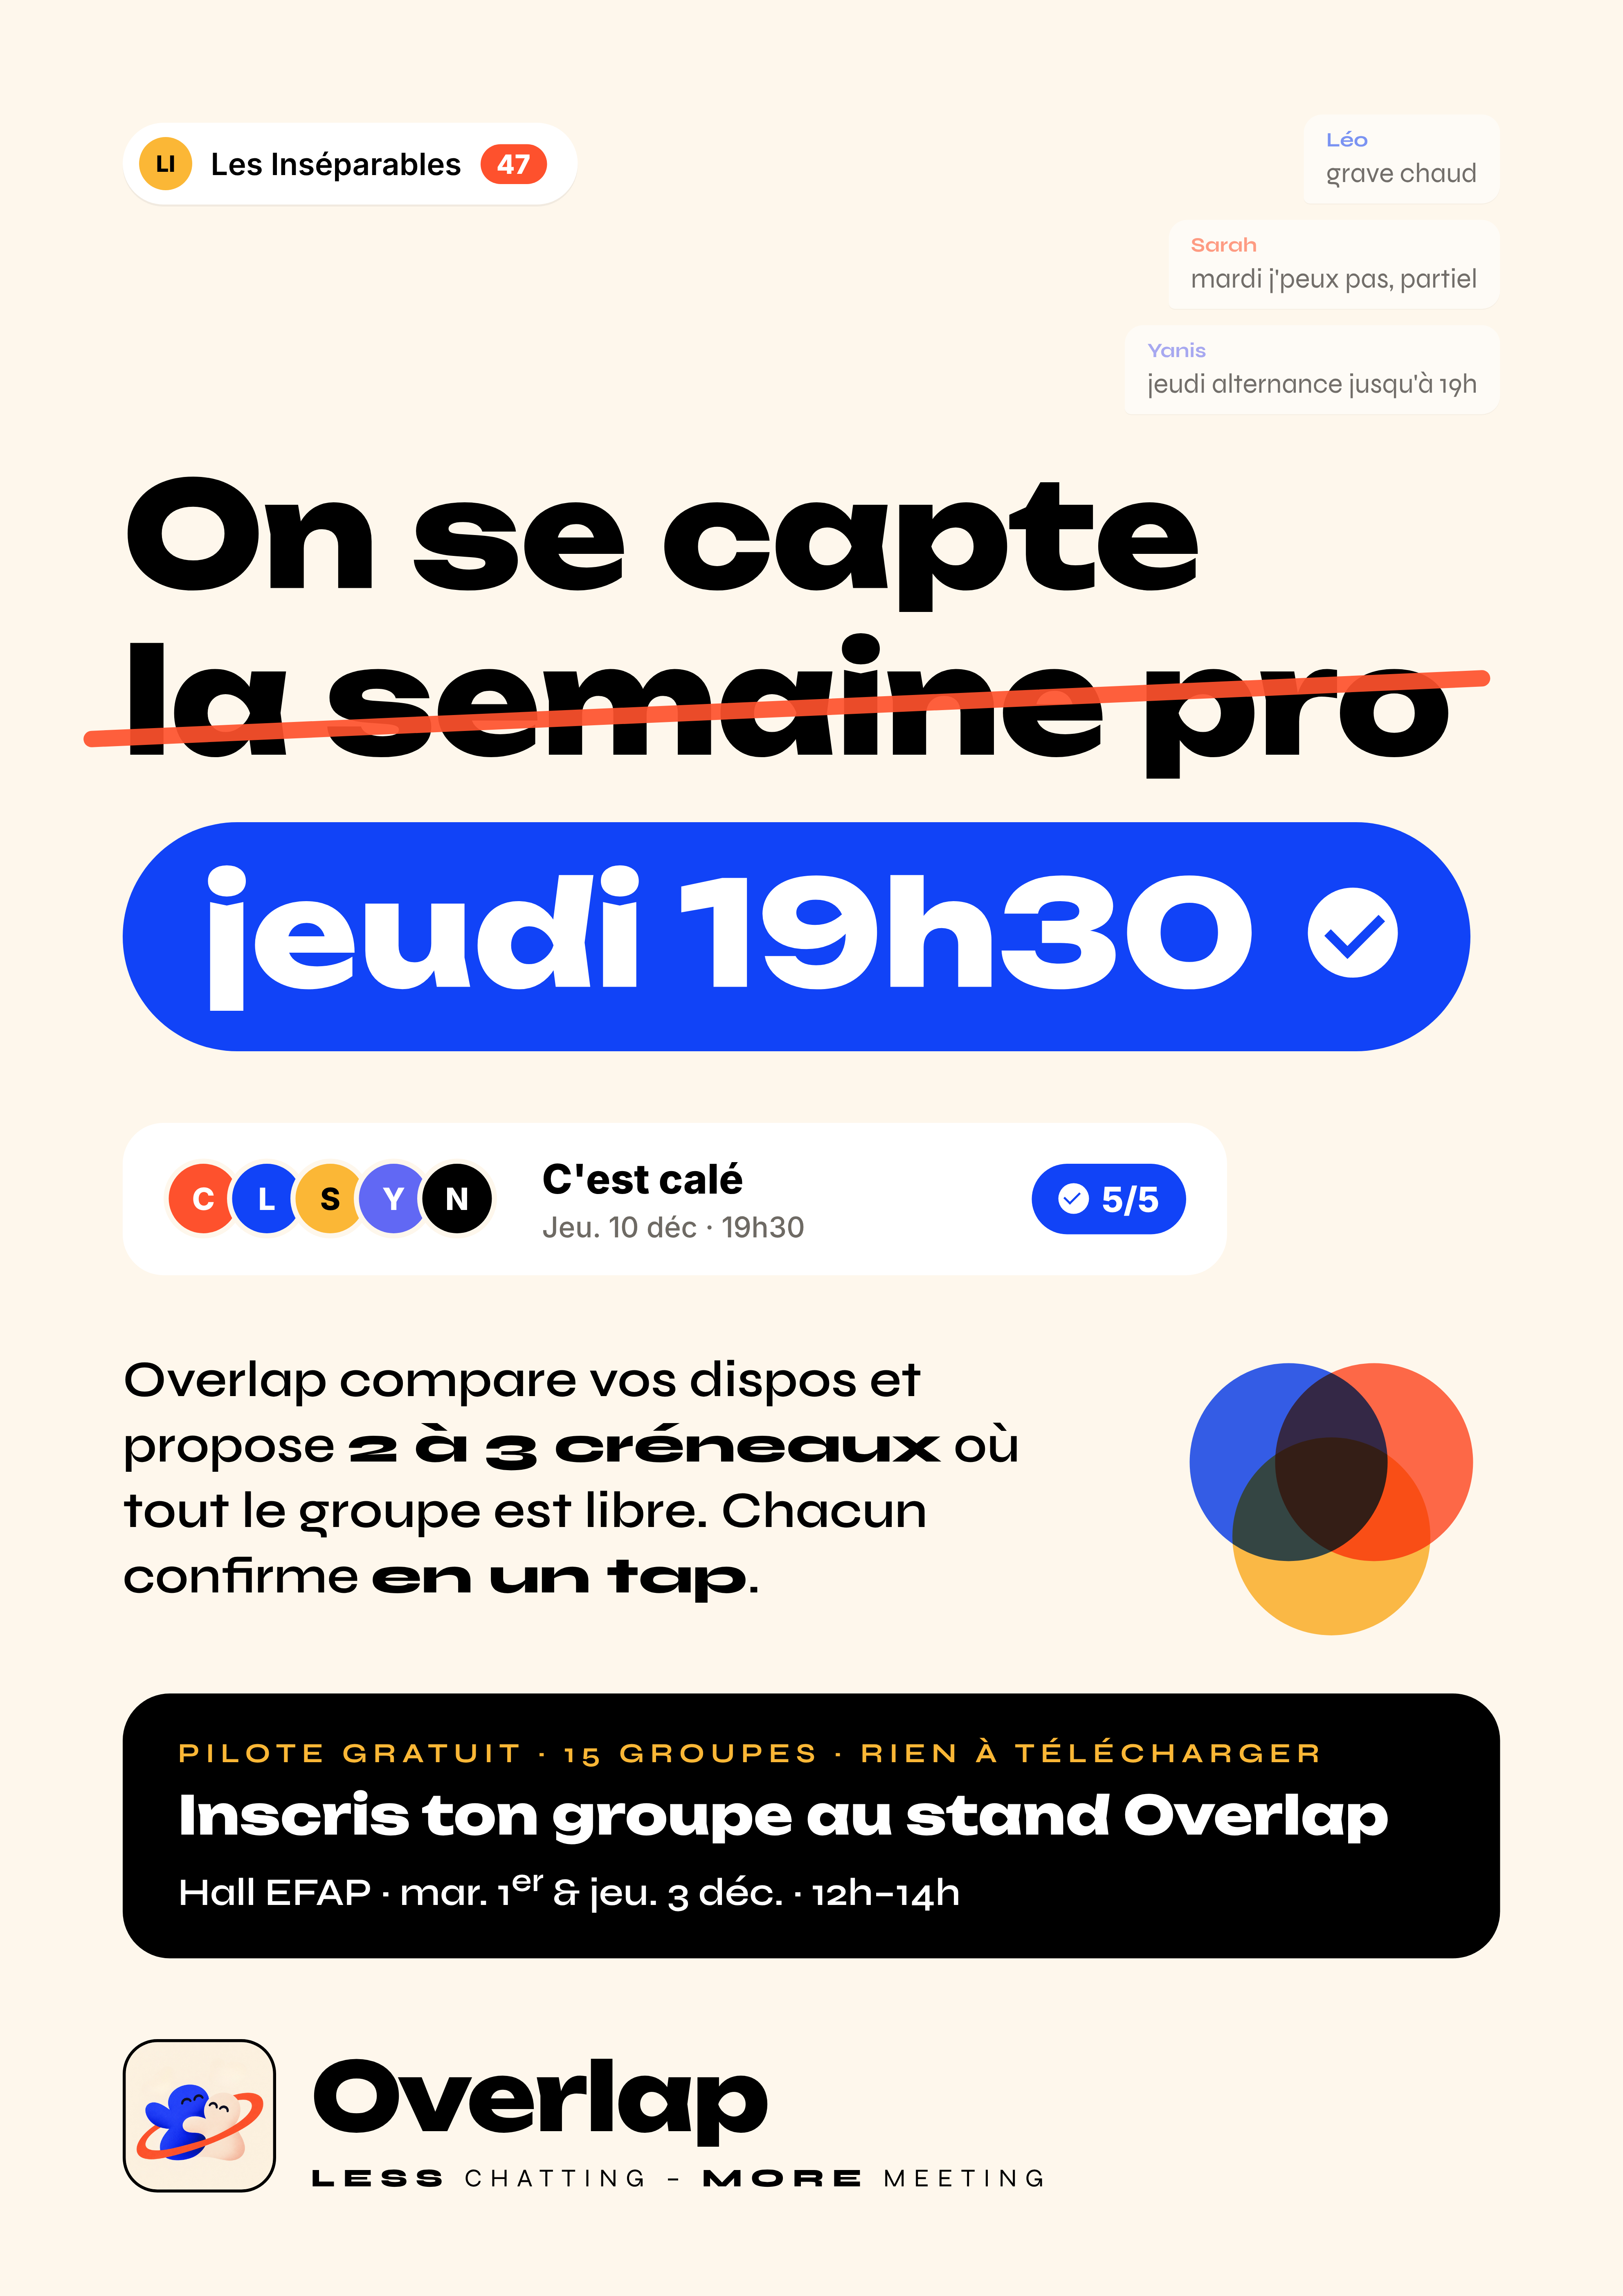 LI Les Inséparables 47
Léo
grave chaud
Sarah
mardi j'peux pas, partiel
Yanis
jeudi alternance jusqu'à 19h
On se capte
la semaine pro
jeudi 19h30
C L S Y N
C'est calé
Jeu. 10 déc · 19h30
5/5
Overlap compare vos dispos et
propose 2 à 3 créneaux où
tout le groupe est libre. Chacun
confirme en un tap.
PILOTE GRATUIT · 15 GROUPES · RIEN À TÉLÉCHARGER
Inscris ton groupe au stand Overlap
Hall EFAP · mar. 1er & jeu. 3 déc. · 12h–14h
Overlap
LESS CHATTING - MORE MEETING